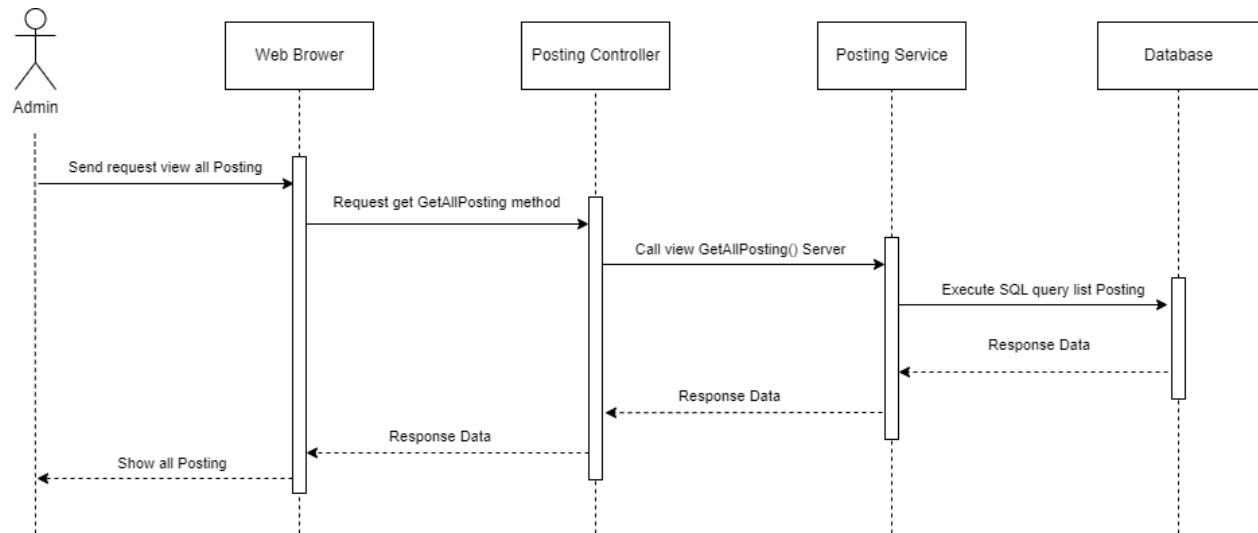 Web Brower
Posting Controller
Posting Service
Database
Admin
Send request view all Posting
Request get GetAllPosting method
Call view GetAllPosting() Server
Execute SQL query list Posting
Response Data
Response Data
Response Data
Show all Posting